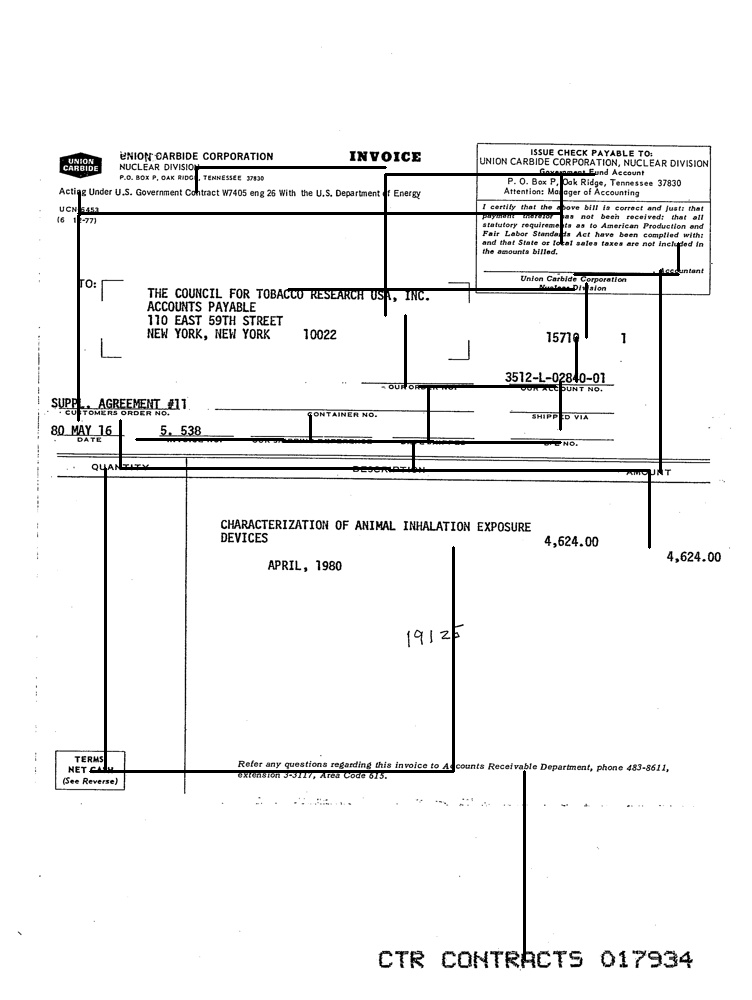 UNION CARBIDE
UNION CARBIDE CORPORATION
NUCLEAR DIVISION
P.O. BOX P, OAK RIDGE, TENNESSEE 37830
INVOICE
Acting Under U.S. Government Contract W7405 eng 26 With the U.S. Department of Energy
UCN-6453
(6 12-77)
ISSUE CHECK PAYABLE TO:
UNION CARBIDE CORPORATION, NUCLEAR DIVISION
Government Fund Account
P. O. Box P, Oak Ridge, Tennessee 37830
Attention: Manager of Accounting
I certify that the above bill is correct and just; that
payment therefor has not been received; that all
statutory requirements as to American Production and
Fair Labor Standards Act have been complied with;
and that State or local sales taxes are not included in
the amounts billed.
Accountant
Union Carbide Corporation
Nuclear Division
TO:
THE COUNCIL FOR TOBACCO RESEARCH USA, INC.
ACCOUNTS PAYABLE
110 EAST 59TH STREET
NEW YORK, NEW YORK 10022
15710 1
3512-L-02840-01
OUR ORDER NO. OUR ACCOUNT NO.
SUPPL. AGREEMENT #11
CUSTOMERS ORDER NO. CONTAINER NO. SHIPPED VIA
80 MAY 16 5. 538
DATE INVOICE NO.
QUANTITY DESCRIPTION AMOUNT
CHARACTERIZATION OF ANIMAL INHALATION EXPOSURE
DEVICES 4,624.00
4,624.00
APRIL, 1980
1912
TERMS
NET CASH
(See Reverse)
Refer any questions regarding this invoice to Accounts Receivable Department, phone 483-8611,
extension 3-3117, Area Code 615.
CTR CONTRACTS 017934